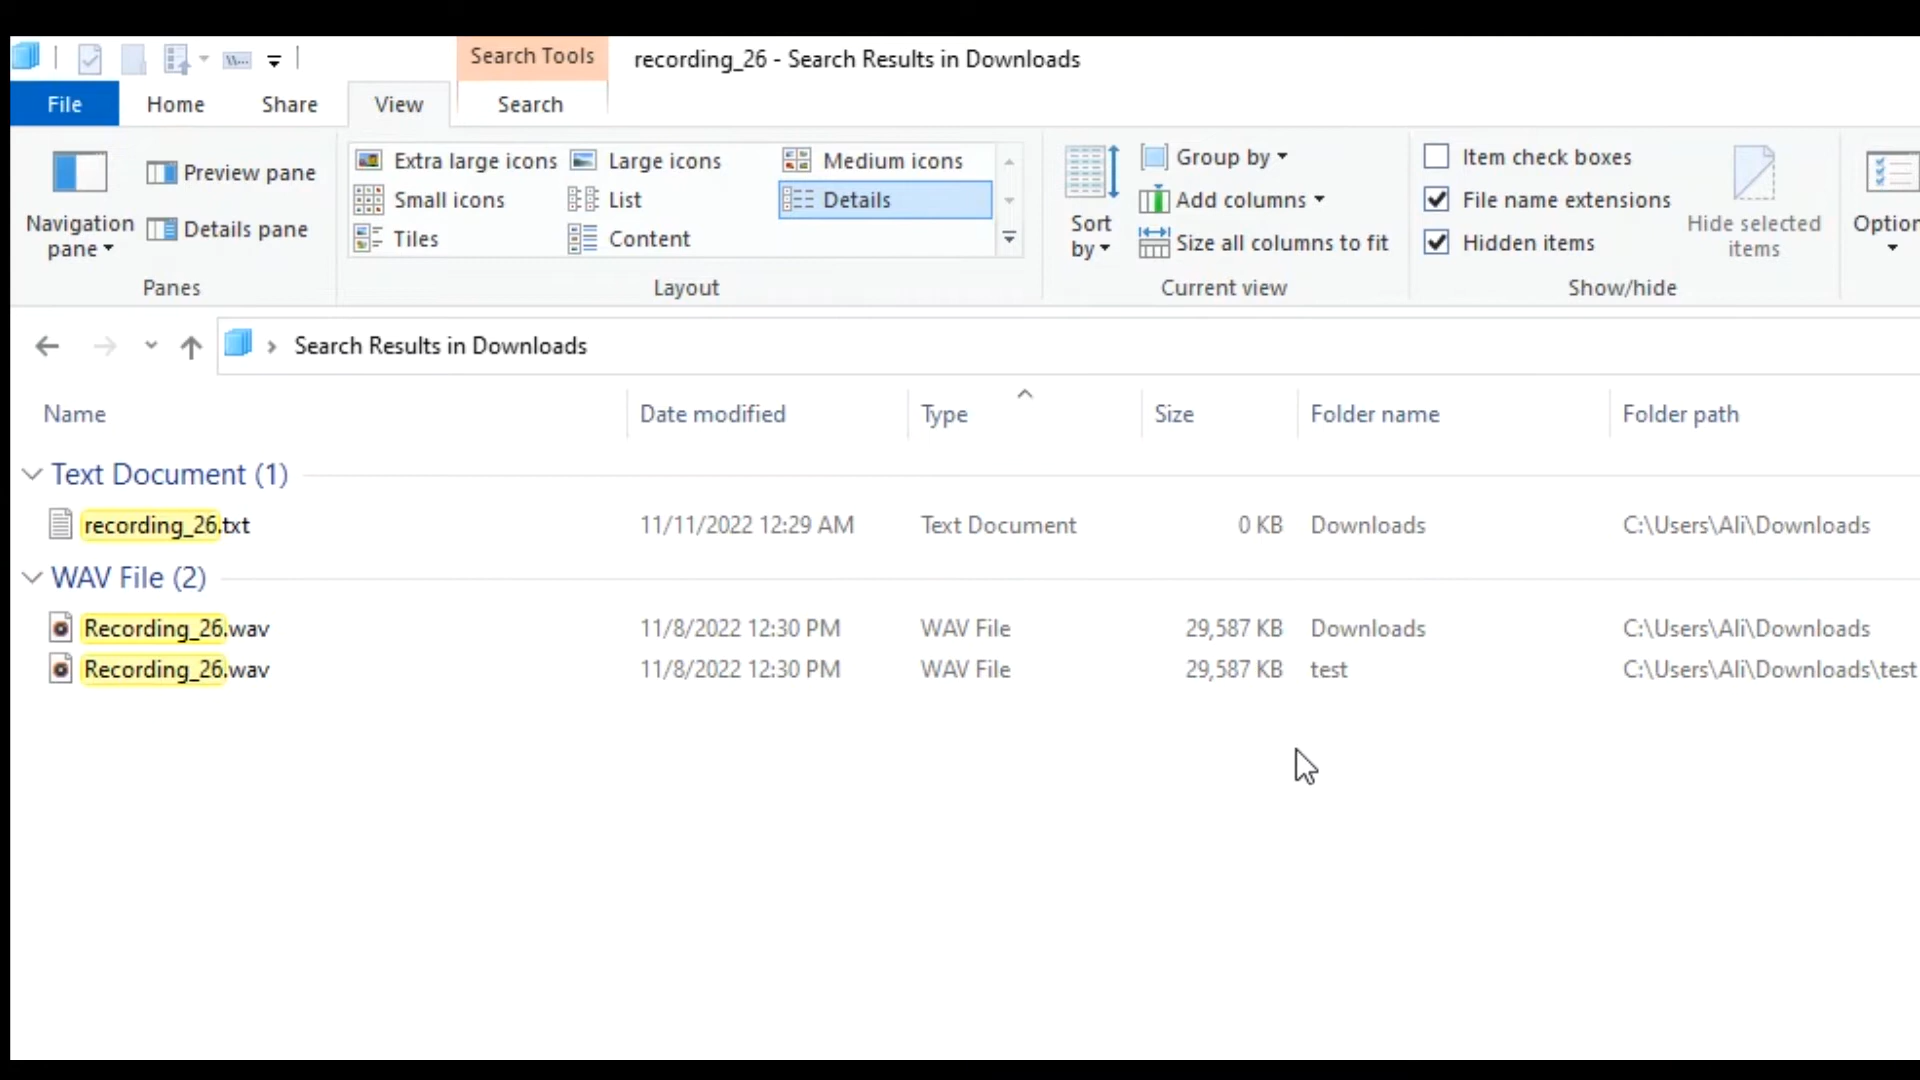 Search Tools
recording_26 - Search Results in Downloads
File
Home
Share
View
Search
Navigation pane
Preview pane
Details pane
Panes
Extra large icons
Large icons
Medium icons
Small icons
List
Details
Tiles
Content
Layout
Sort by
Group by
Add columns
Size all columns to fit
Current view
Item check boxes
File name extensions
Hidden items
Hide selected items
Show/hide
Option
Search Results in Downloads
Name Date modified Type Size Folder name Folder path
Text Document (1)
recording_26.txt 11/11/2022 12:29 AM Text Document 0 KB Downloads C:\Users\Ali\Downloads
WAV File (2)
Recording_26.wav 11/8/2022 12:30 PM WAV File 29,587 KB Downloads C:\Users\Ali\Downloads
Recording_26.wav 11/8/2022 12:30 PM WAV File 29,587 KB test C:\Users\Ali\Downloads\test